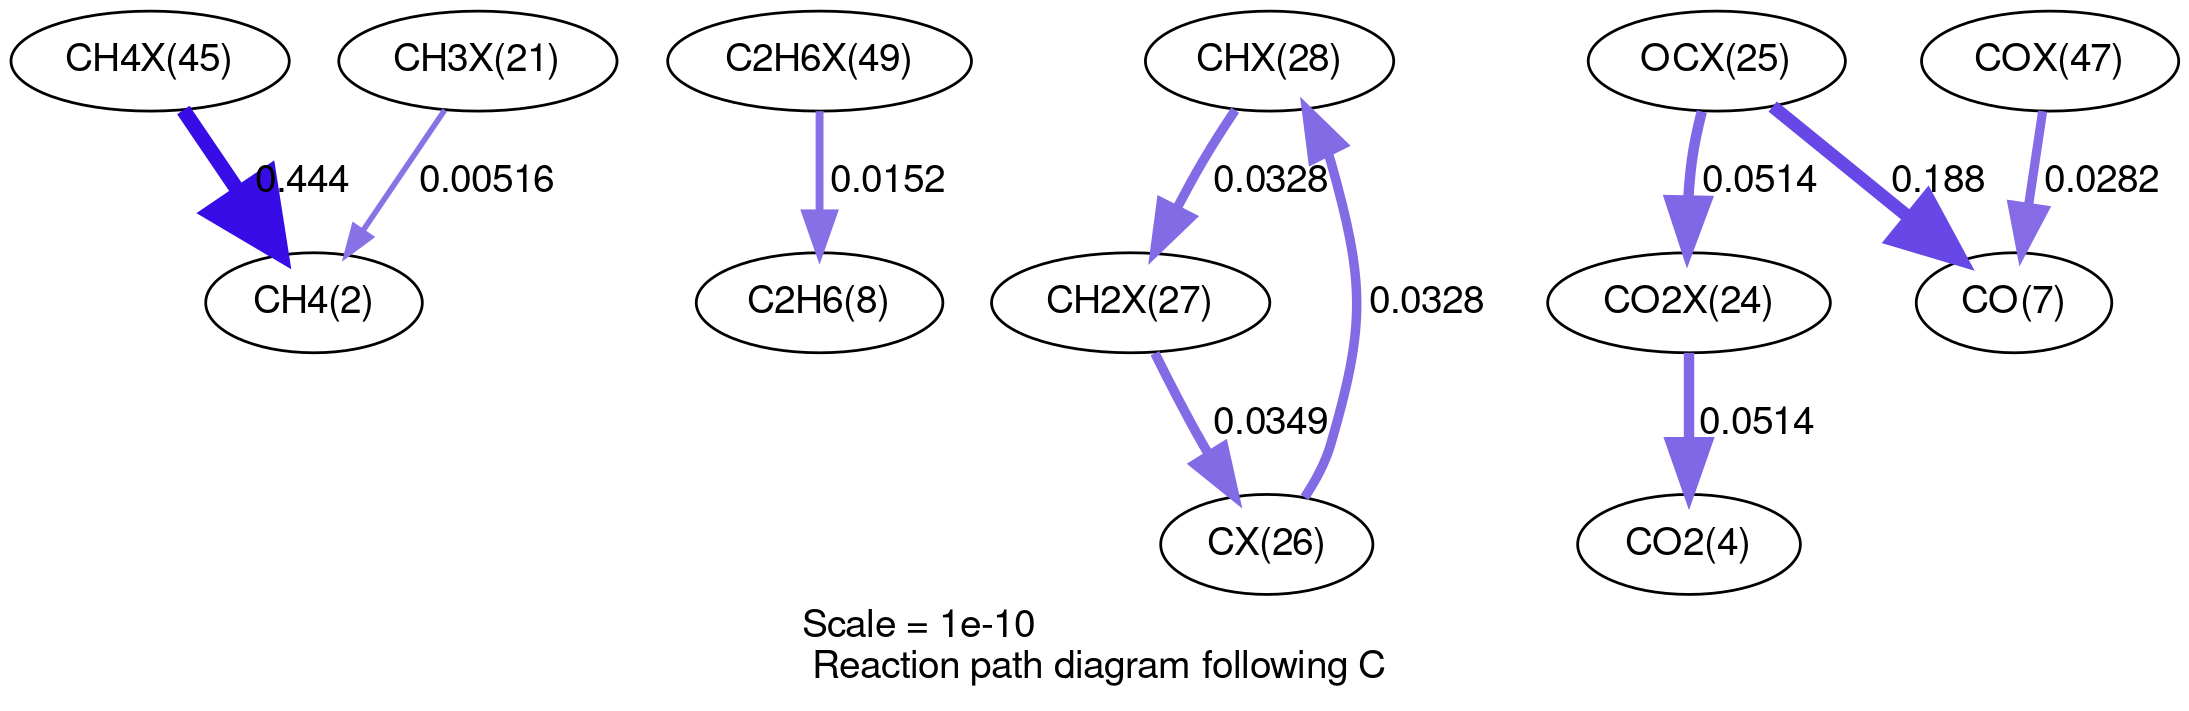 CH4X(45)
CH3X(21)
C2H6X(49)
CHX(28)
OCX(25)
COX(47)
0.444
0.00516
0.0152
0.0328
0.0514
0.188
0.0282
CH4(2)
C2H6(8)
CH2X(27)
0.0328
CO2X(24)
CO(7)
0.0349
0.0514
CX(26)
CO2(4)
Scale = 1e-10
Reaction path diagram following C